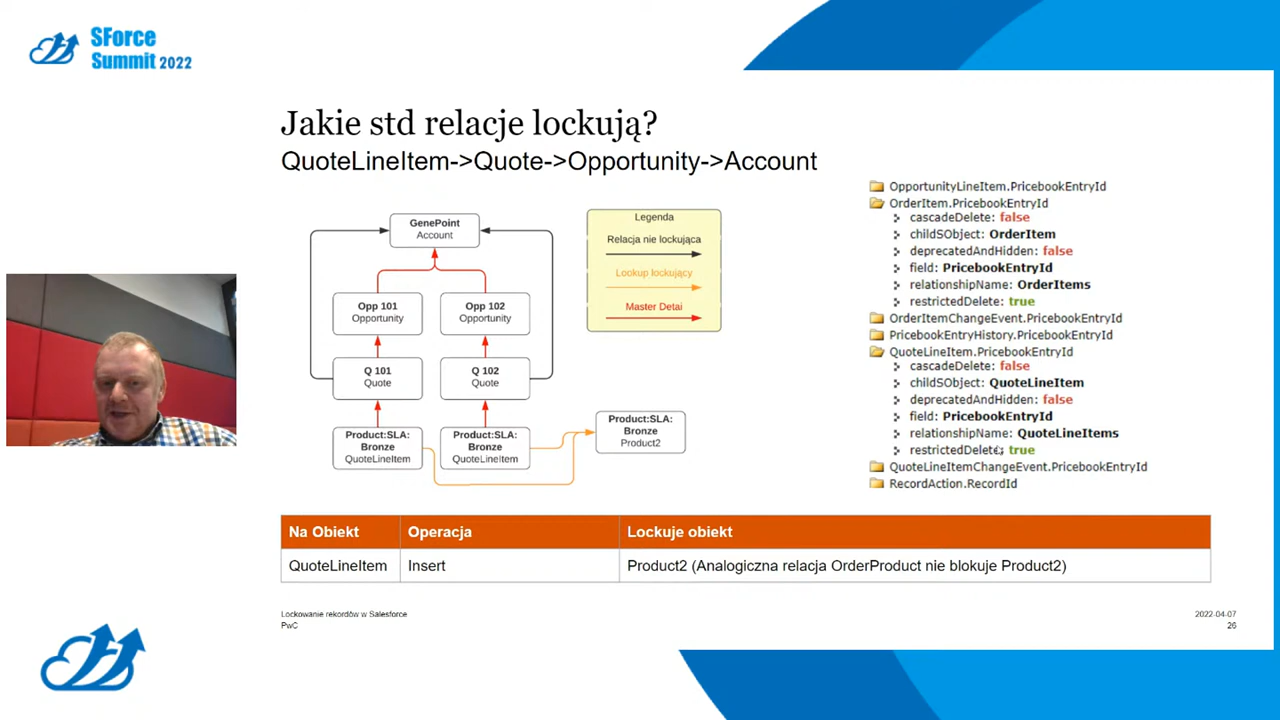 SForce
Summit 2022
Jakie std relacje lockują?
QuoteLineItem->Quote->Opportunity->Account
GenePoint
Account
Opp 101
Opportunity
Opp 102
Opportunity
Q 101
Quote
Q 102
Quote
Product:SLA:
Bronze
QuoteLineItem
Product:SLA:
Bronze
QuoteLineItem
Product:SLA:
Bronze
Product2
Legenda
Relacja nie lockująca
Lookup lockujący
Master Detai
OpportunityLineItem.PricebookEntryId
OrderItem.PricebookEntryId
cascadeDelete: false
childSObject: OrderItem
deprecatedAndHidden: false
field: PricebookEntryId
relationshipName: OrderItems
restrictedDelete: true
OrderItemChangeEvent.PricebookEntryId
PricebookEntryHistory.PricebookEntryId
QuoteLineItem.PricebookEntryId
cascadeDelete: false
childSObject: QuoteLineItem
deprecatedAndHidden: false
field: PricebookEntryId
relationshipName: QuoteLineItems
restrictedDelete: true
QuoteLineItemChangeEvent.PricebookEntryId
RecordAction.RecordId
Na Obiekt Operacja Lockuje obiekt
QuoteLineItem Insert Product2 (Analogiczna relacja OrderProduct nie blokuje Product2)
Lockowanie rekordów w Salesforce
PwC
2022-04-07
26